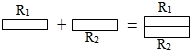 R₁ + R₂ = R₁
R₂